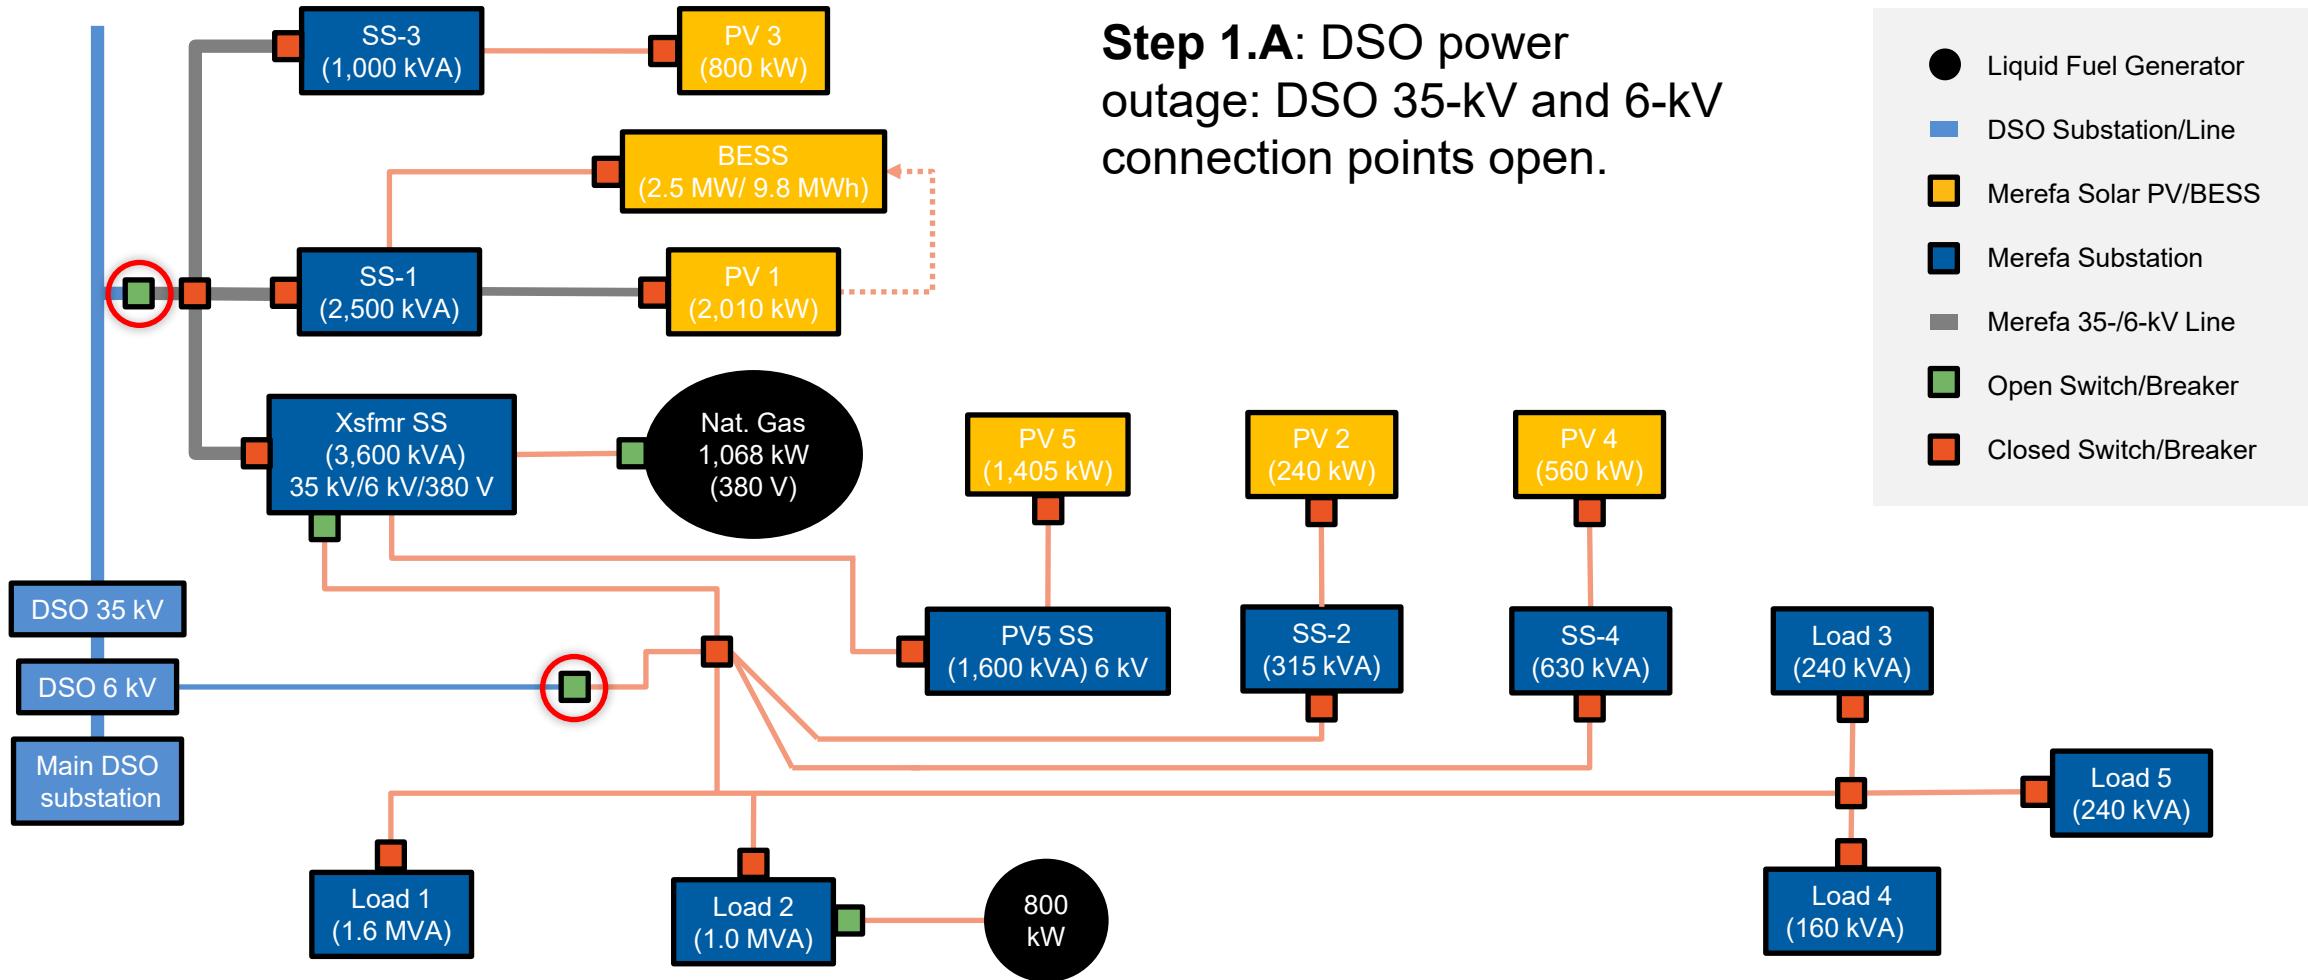 Step 1.A: DSO power
outage: DSO 35-kV and 6-kV
connection points open.
SS-3
(1,000 kVA)
PV 3
(800 kW)
BESS
(2.5 MW/ 9.8 MWh)
SS-1
(2,500 kVA)
PV 1
(2,010 kW)
Xsfmr SS
(3,600 kVA)
35 kV/6 kV/380 V
Nat. Gas
1,068 kW
(380 V)
PV 5
(1,405 kW)
PV 2
(240 kW)
PV 4
(560 kW)
DSO 35 kV
DSO 6 kV
Main DSO
substation
PV5 SS
(1,600 kVA) 6 kV
SS-2
(315 kVA)
SS-4
(630 kVA)
Load 3
(240 kVA)
Load 5
(240 kVA)
Load 1
(1.6 MVA)
Load 2
(1.0 MVA)
800
kW
Load 4
(160 kVA)
Liquid Fuel Generator
DSO Substation/Line
Merefa Solar PV/BESS
Merefa Substation
Merefa 35-/6-kV Line
Open Switch/Breaker
Closed Switch/Breaker